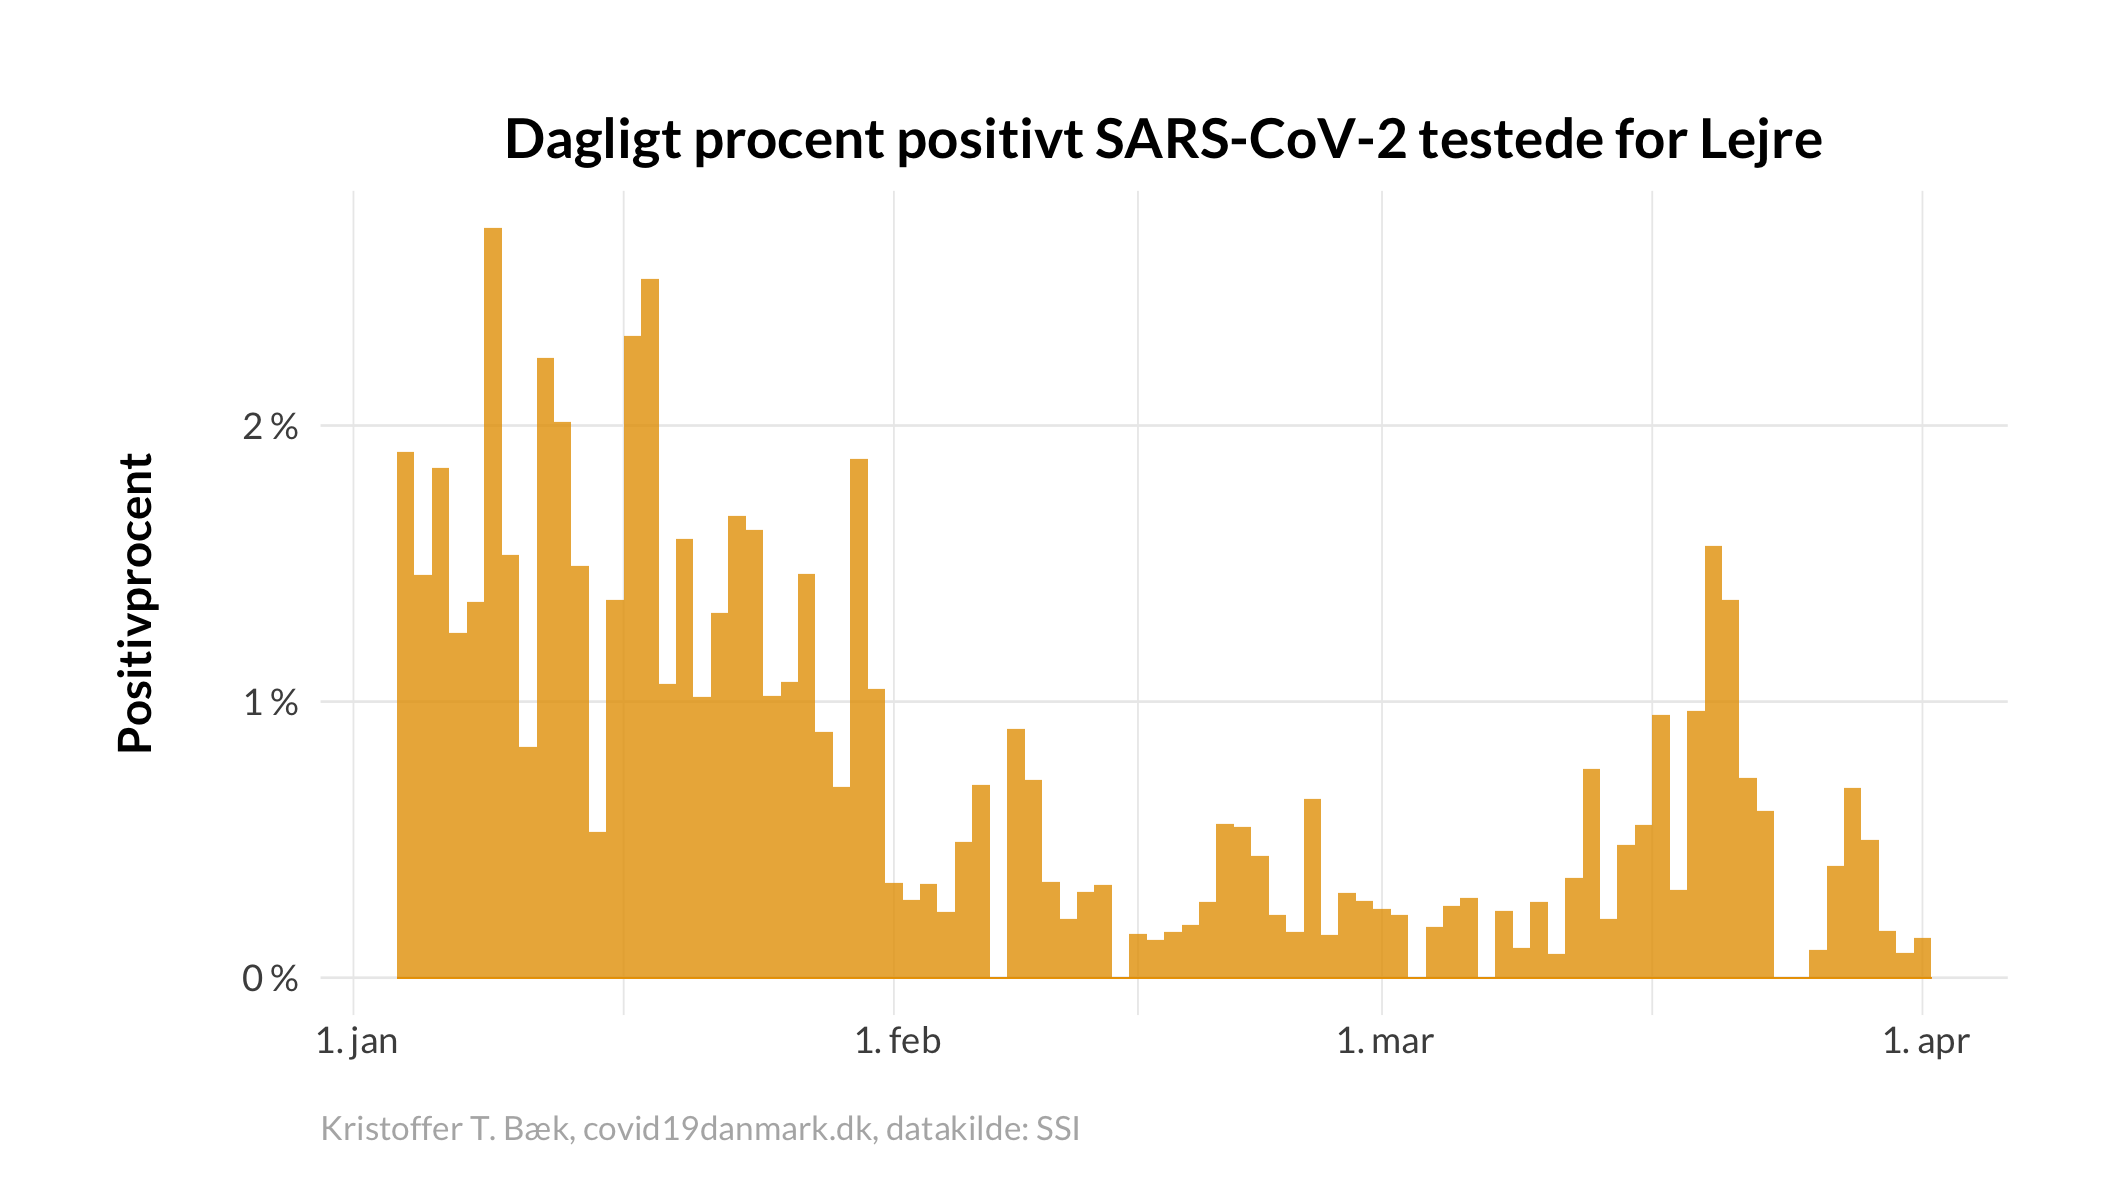 Dagligt procent positivt SARS-CoV-2 testede for Lejre
Positivprocent
2 %
1 %
0 %
1. jan
1. feb
1. mar
1. apr
Kristoffer T. Bæk, covid19danmark.dk, datakilde: SSI